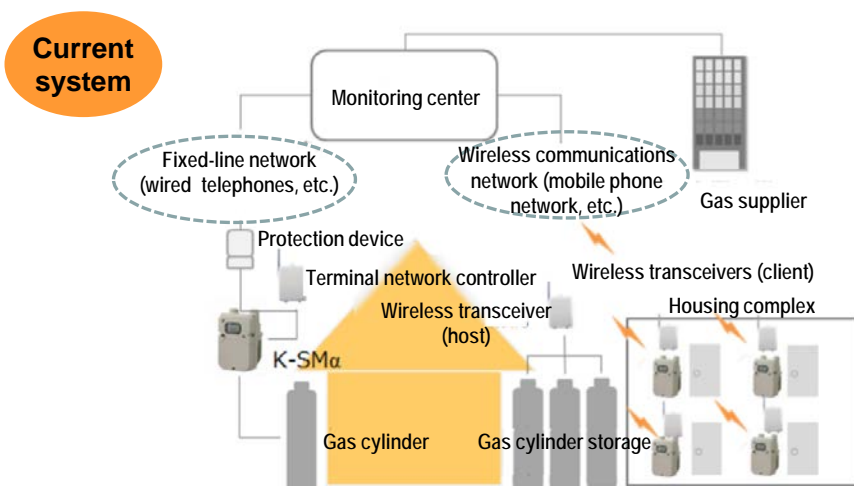 Current
system
Monitoring center
Fixed-line network
(wired telephones, etc.)
Wireless communications
network (mobile phone
network, etc.)
Gas supplier
Protection device
Terminal network controller
Wireless transceivers (client)
Wireless transceiver
(host)
Housing complex
K-SMα
Gas cylinder
Gas cylinder storage